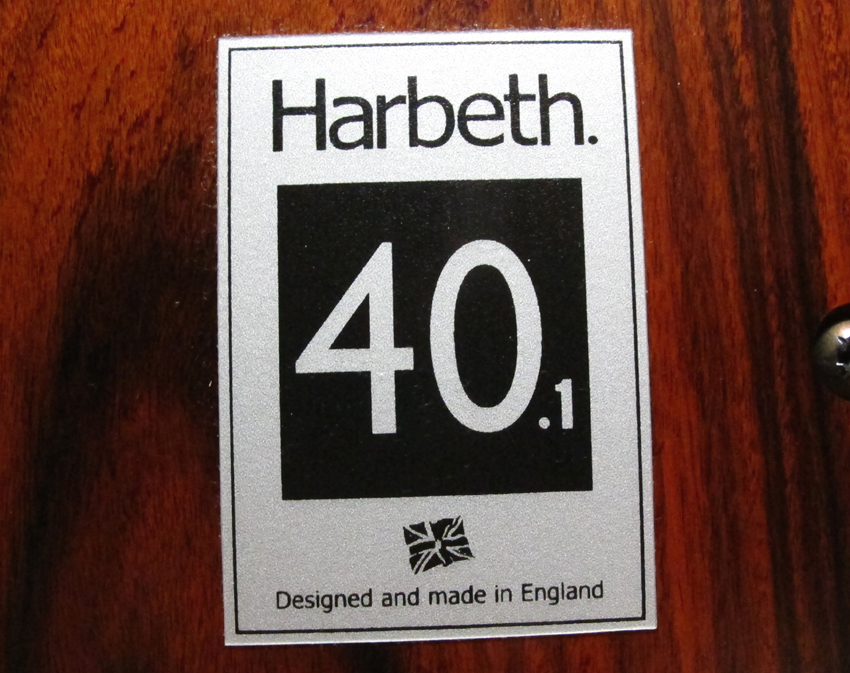 Harbeth.
40.1
Designed and made in England